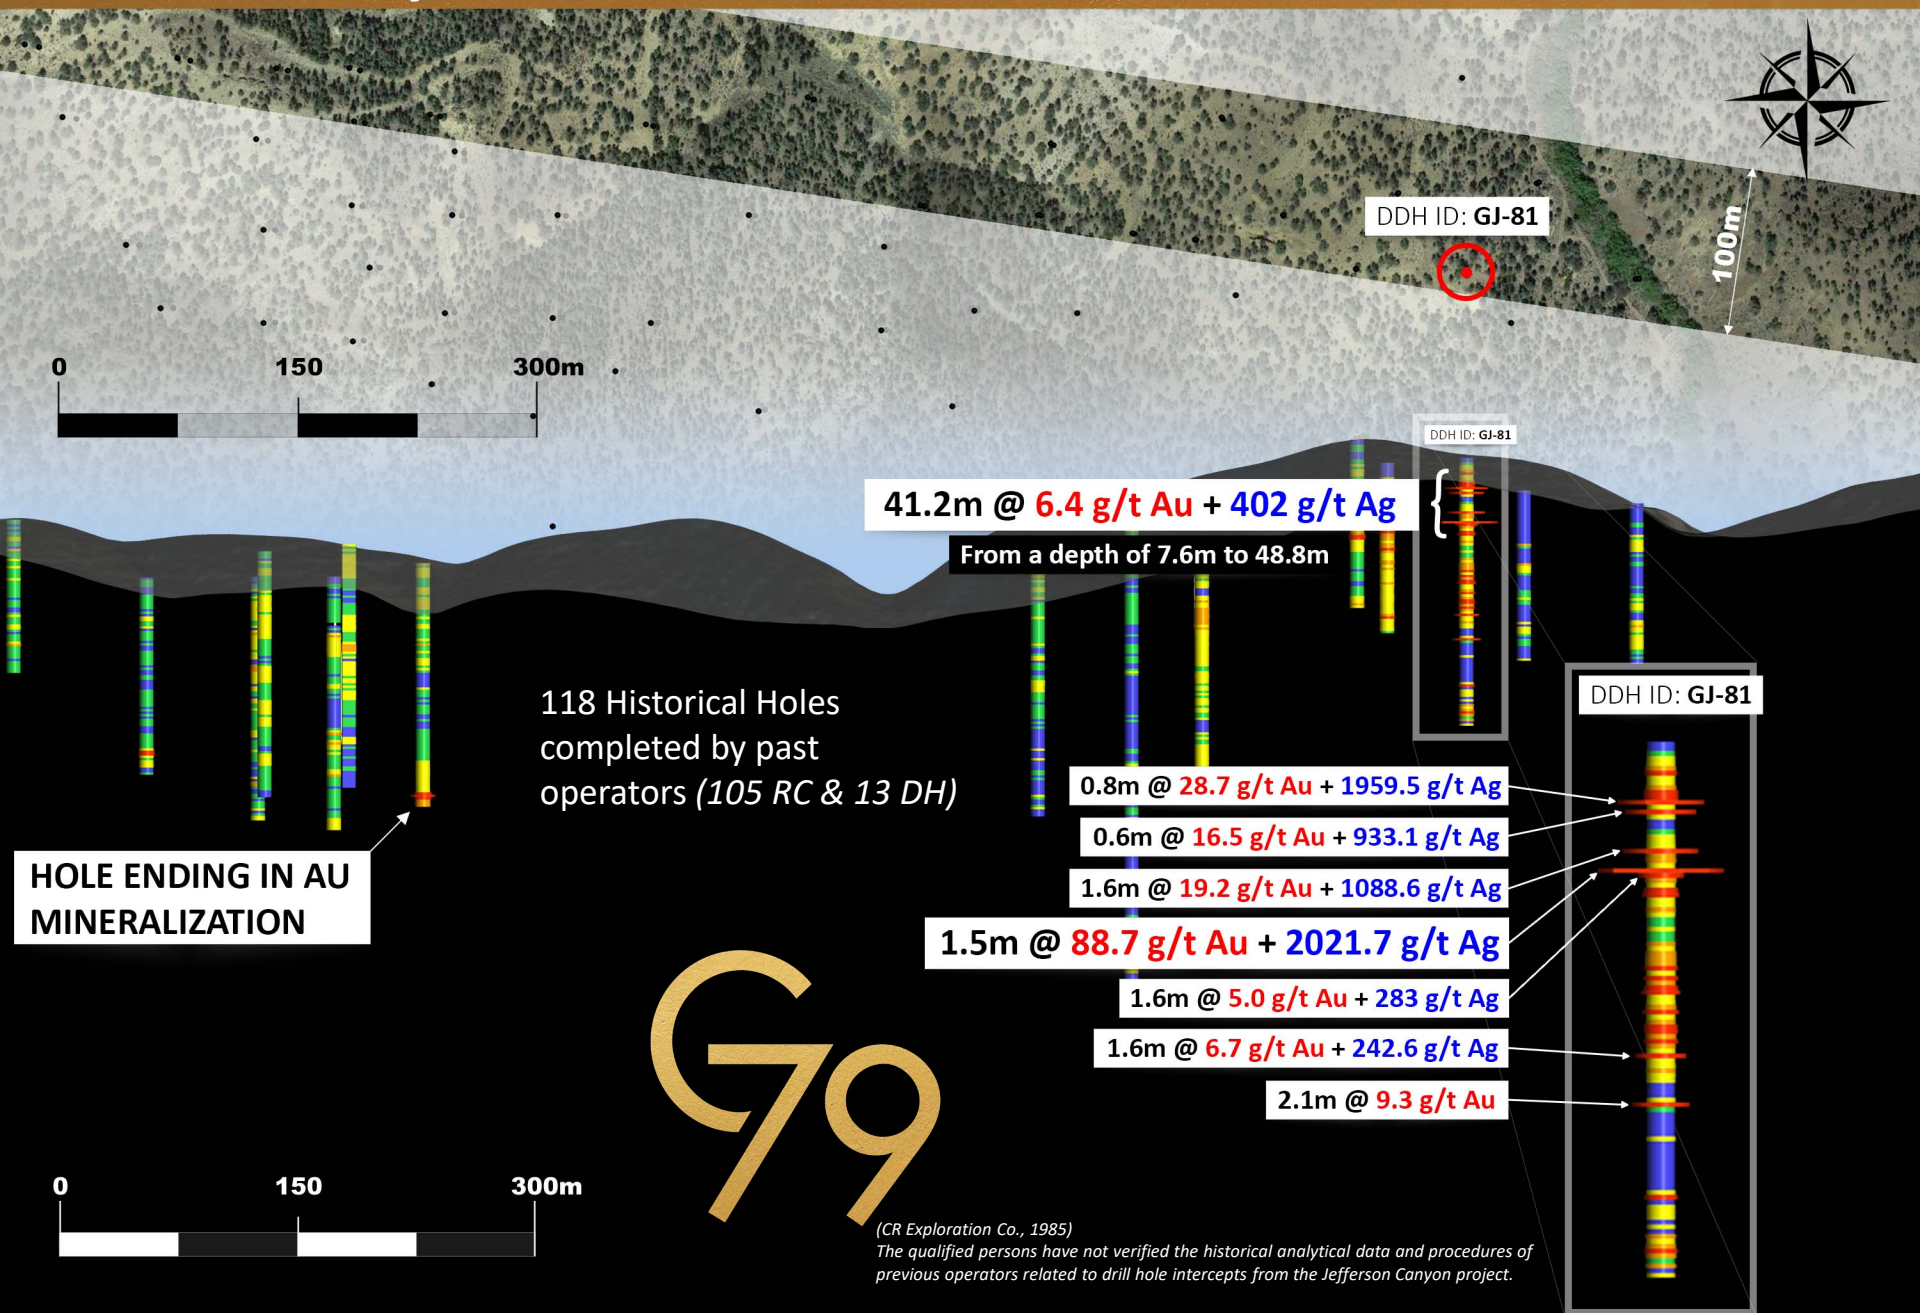 DDH ID: GJ-81
100m
0 150 300m
DDH ID: GJ-81
41.2m @ 6.4 g/t Au + 402 g/t Ag
{
From a depth of 7.6m to 48.8m
118 Historical Holes
completed by past
operators (105 RC & 13 DH)
DDH ID: GJ-81
0.8m @ 28.7 g/t Au + 1959.5 g/t Ag
0.6m @ 16.5 g/t Au + 933.1 g/t Ag
1.6m @ 19.2 g/t Au + 1088.6 g/t Ag
1.5m @ 88.7 g/t Au + 2021.7 g/t Ag
1.6m @ 5.0 g/t Au + 283 g/t Ag
1.6m @ 6.7 g/t Au + 242.6 g/t Ag
2.1m @ 9.3 g/t Au
HOLE ENDING IN AU
MINERALIZATION
G79
0 150 300m
(CR Exploration Co., 1985)
The qualified persons have not verified the historical analytical data and procedures of
previous operators related to drill hole intercepts from the Jefferson Canyon project.